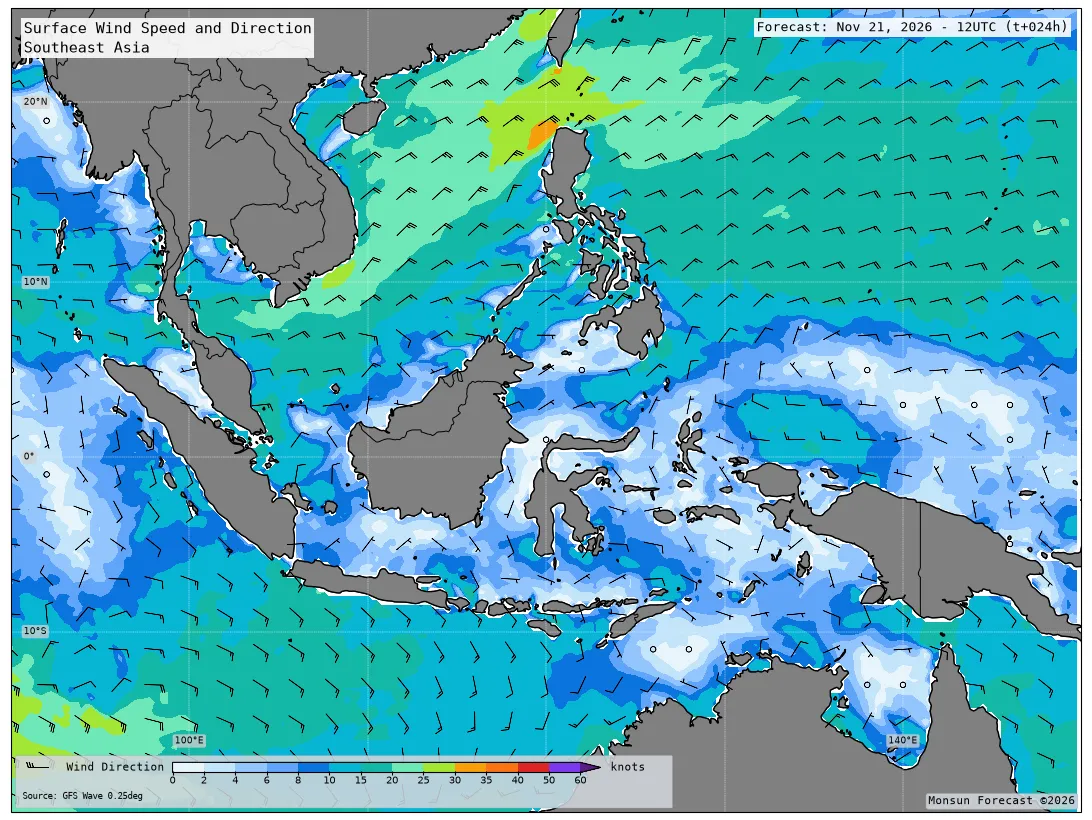 Surface Wind Speed and Direction
Southeast Asia
Forecast: Nov 21, 2026 - 12UTC (t+024h)
20°N
10°N
0°
10°S
100°E
140°E
Wind Direction
0 2 4 6 8 10 15 20 25 30 35 40 50 60
knots
Source: GFS Wave 0.25deg
Monsun Forecast ©2026